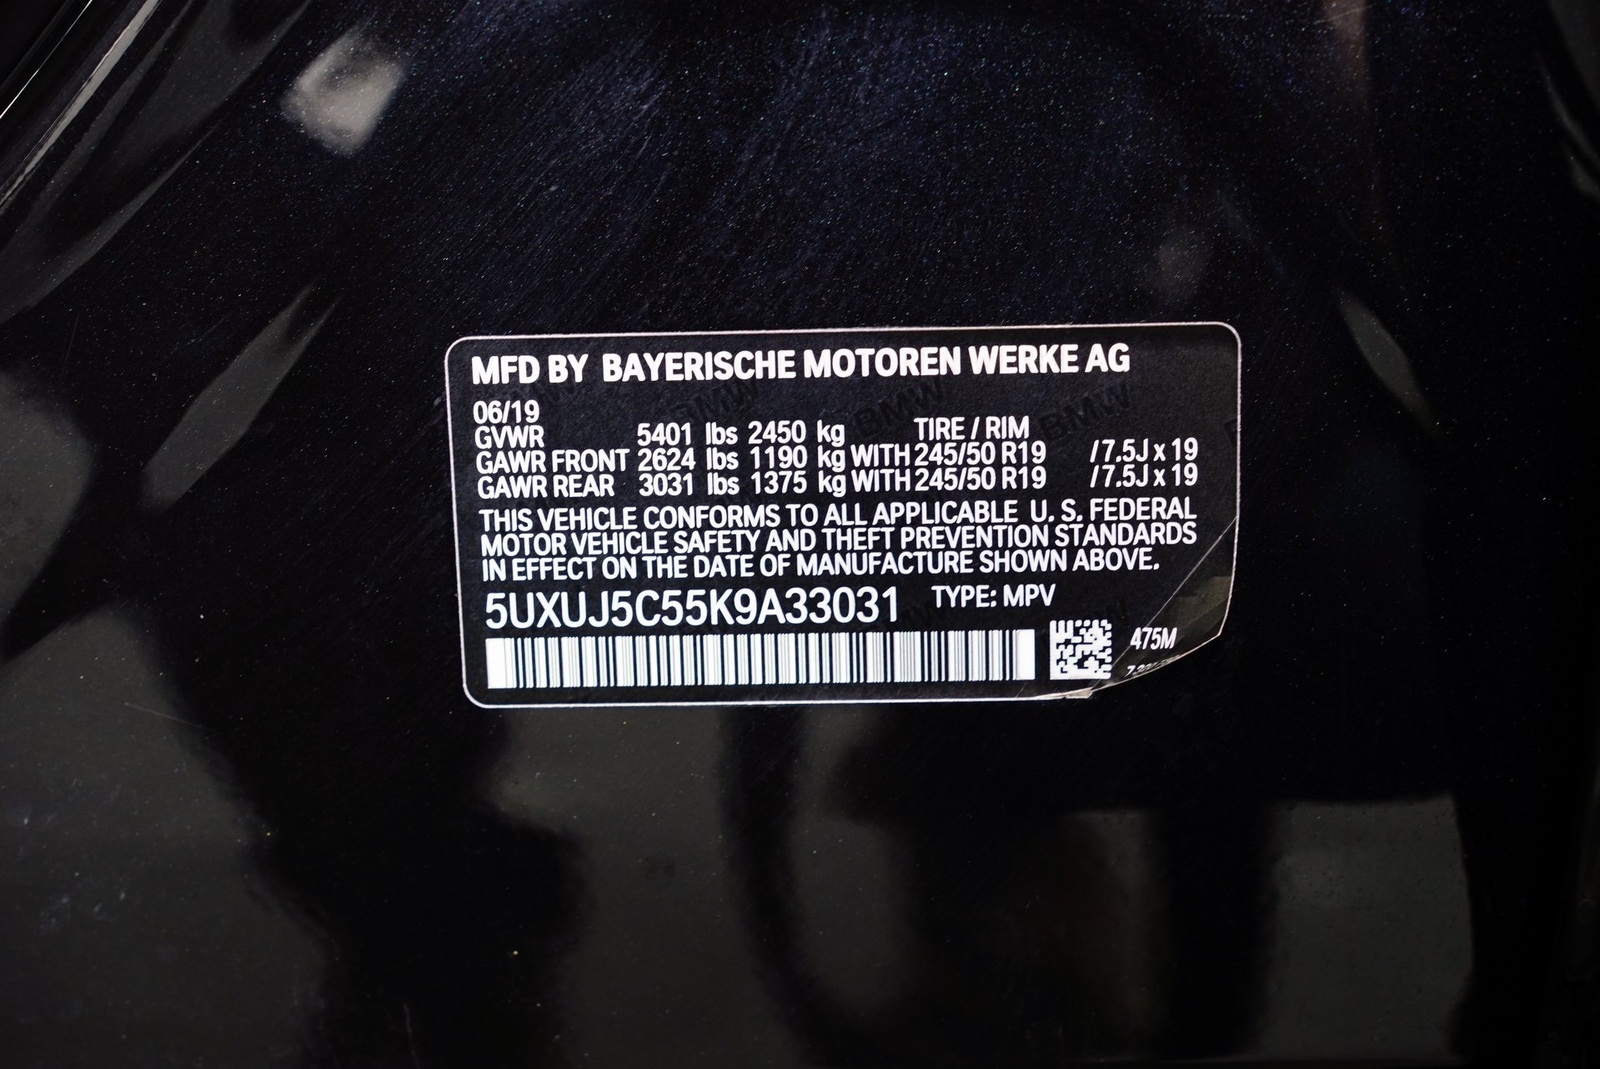 MFD BY BAYERISCHE MOTOREN WERKE AG
06/19
GVWR 5401 lbs 2450 kg TIRE / RIM
GAWR FRONT 2624 lbs 1190 kg WITH 245/50 R19 / 7.5J x 19
GAWR REAR 3031 lbs 1375 kg WITH 245/50 R19 / 7.5J x 19
THIS VEHICLE CONFORMS TO ALL APPLICABLE U. S. FEDERAL
MOTOR VEHICLE SAFETY AND THEFT PREVENTION STANDARDS
IN EFFECT ON THE DATE OF MANUFACTURE SHOWN ABOVE.
5UXUJ5C55K9A33031 TYPE: MPV
475M